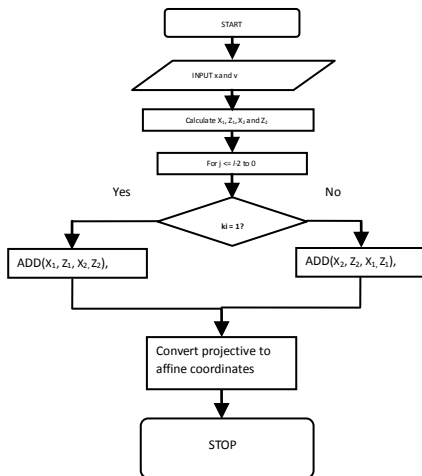 START
INPUT x and v
Calculate X₁, Z₁, X₂ and Z₂
For j <= l-2 to 0
Yes
No
ki = 1?
ADD(X₁, Z₁, X₂, Z₂),
ADD(X₂, Z₂, X₁, Z₁),
Convert projective to
affine coordinates
STOP